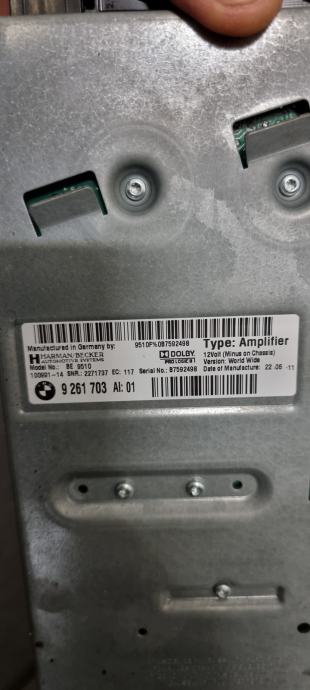 Manufactured in Germany by:
HARMAN/BECKER
AUTOMOTIVE SYSTEMS
Model No.: BE 9510
100991-14 SNR.: 2271737 EC: 117
9 261 703 AI: 01
9510P%0B7592498
DOLBY
PRO LOGIC II
Serial No.: B7592498
Type: Amplifier
12Volt (Minus on Chassis)
Version: World Wide
Date of Manufacture: 22.06.11